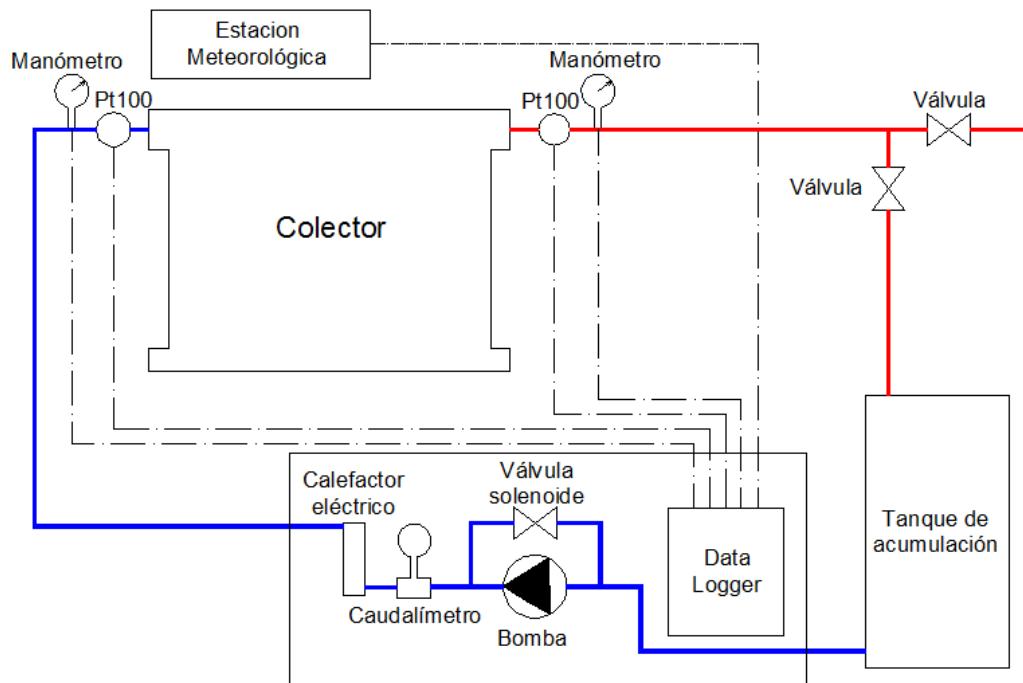 Estacion
Meteorológica
Manómetro
Manómetro
Pt100
Pt100
Válvula
Válvula
Colector
Calefactor
eléctrico
Válvula
solenoide
Caudalímetro
Bomba
Data
Logger
Tanque de
acumulación